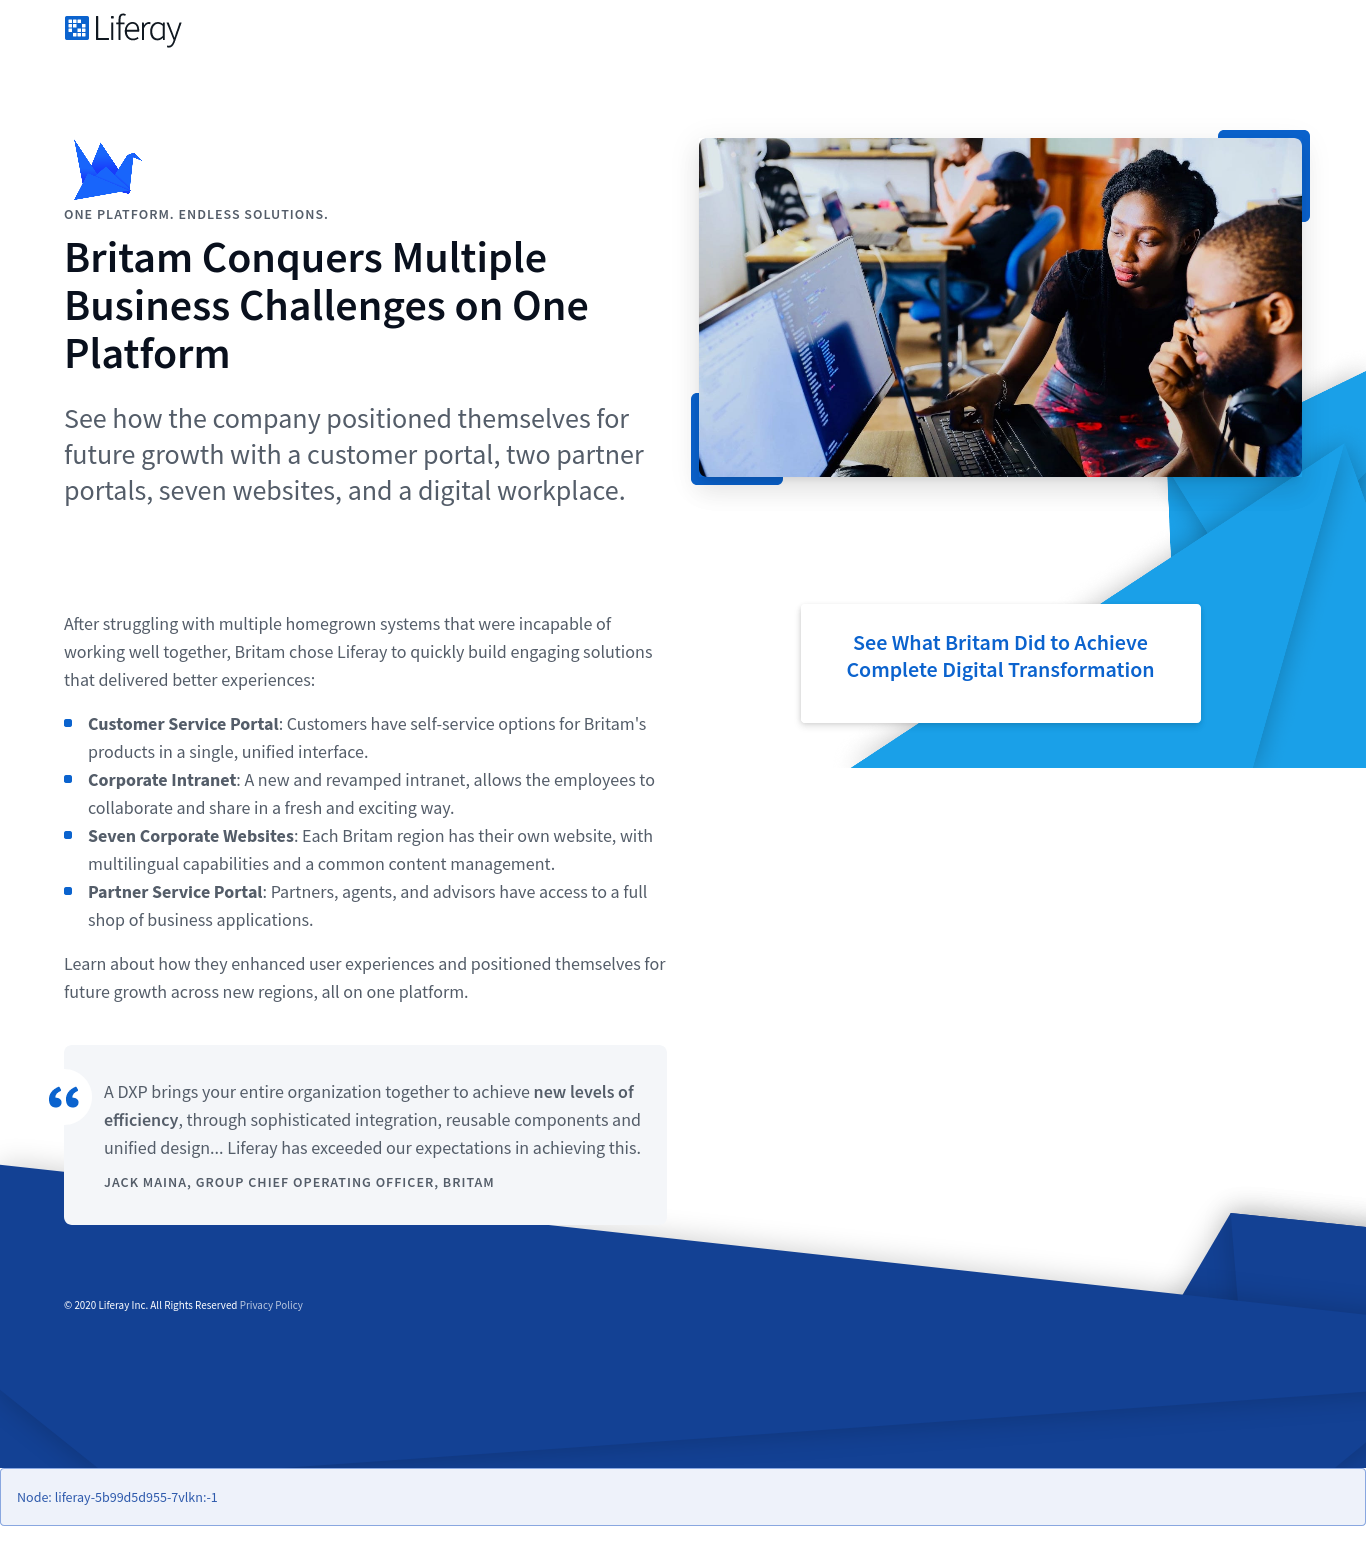 Liferay
ONE PLATFORM. ENDLESS SOLUTIONS.
Britam Conquers Multiple
Business Challenges on One
Platform
See how the company positioned themselves for
future growth with a customer portal, two partner
portals, seven websites, and a digital workplace.
After struggling with multiple homegrown systems that were incapable of
working well together, Britam chose Liferay to quickly build engaging solutions
that delivered better experiences:
Customer Service Portal: Customers have self-service options for Britam's
products in a single, unified interface.
Corporate Intranet: A new and revamped intranet, allows the employees to
collaborate and share in a fresh and exciting way.
Seven Corporate Websites: Each Britam region has their own website, with
multilingual capabilities and a common content management.
Partner Service Portal: Partners, agents, and advisors have access to a full
shop of business applications.
Learn about how they enhanced user experiences and positioned themselves for
future growth across new regions, all on one platform.
See What Britam Did to Achieve
Complete Digital Transformation
“
A DXP brings your entire organization together to achieve new levels of
efficiency, through sophisticated integration, reusable components and
unified design... Liferay has exceeded our expectations in achieving this.
JACK MAINA, GROUP CHIEF OPERATING OFFICER, BRITAM
© 2020 Liferay Inc. All Rights Reserved Privacy Policy
Node: liferay-5b99d5d955-7vlkn:-1